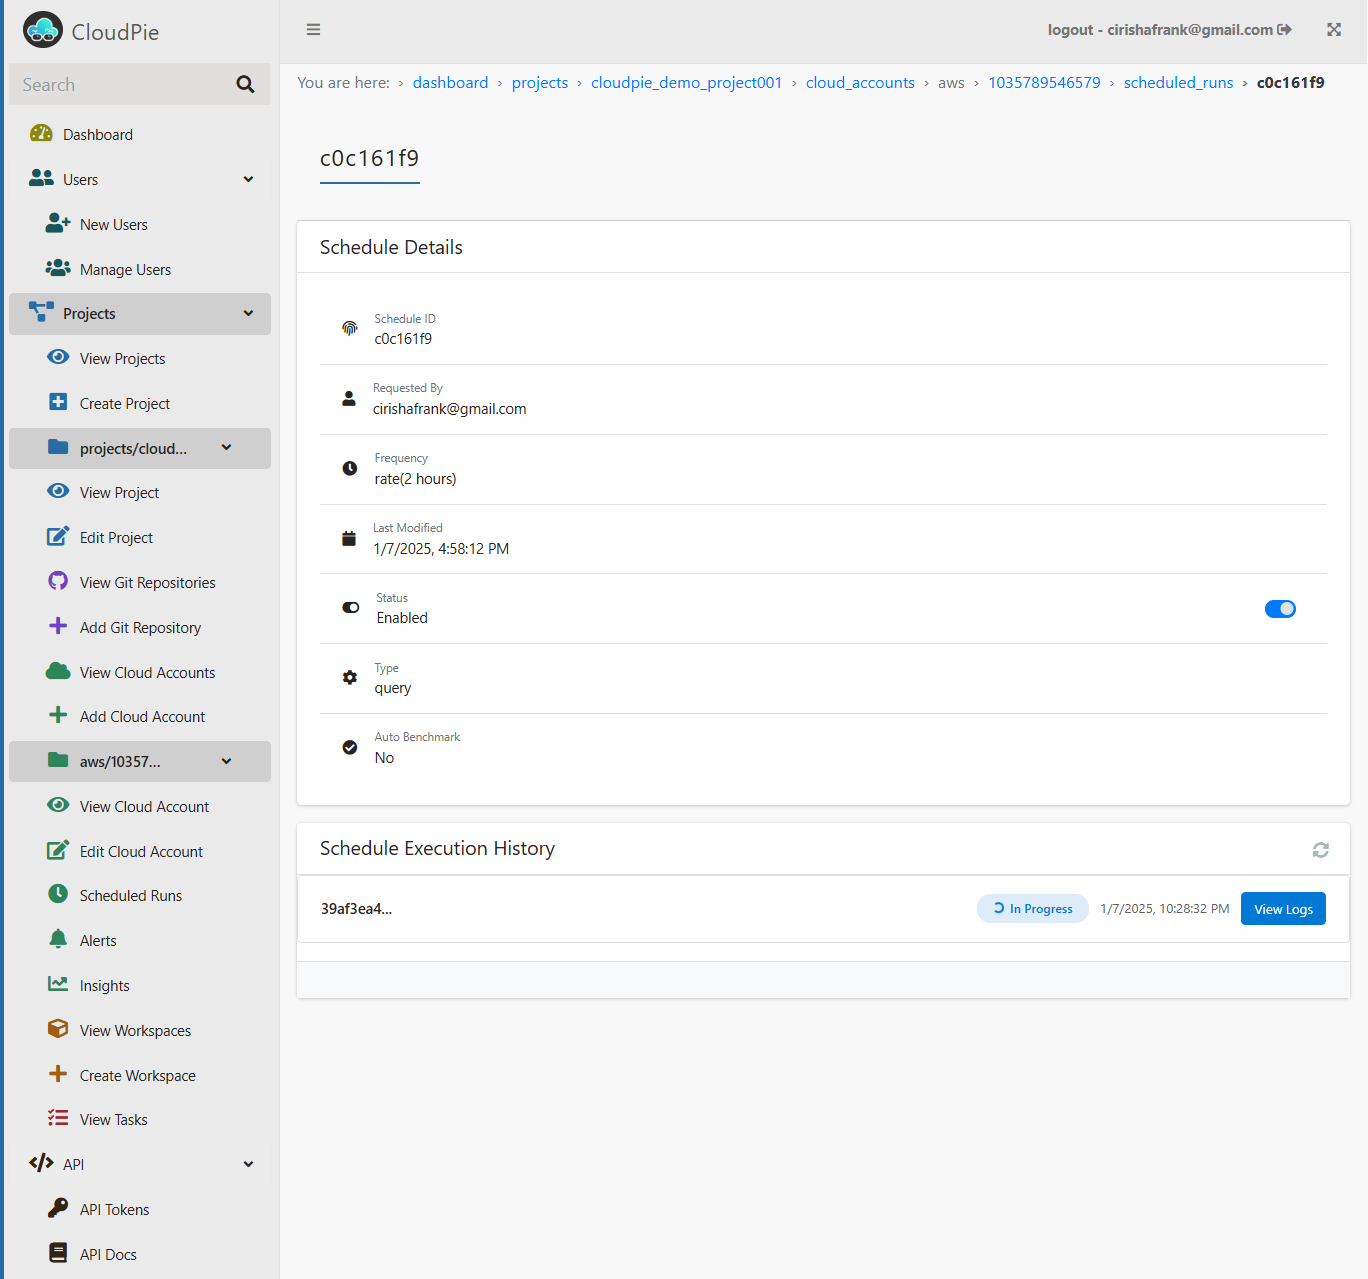 CloudPie
logout - cirishafrank@gmail.com
Search
You are here: › dashboard › projects › cloudpie_demo_project001 › cloud_accounts › aws › 1035789546579 › scheduled_runs › c0c161f9
Dashboard
Users
New Users
Manage Users
Projects
View Projects
Create Project
projects/cloud...
View Project
Edit Project
View Git Repositories
Add Git Repository
View Cloud Accounts
Add Cloud Account
aws/10357...
View Cloud Account
Edit Cloud Account
Scheduled Runs
Alerts
Insights
View Workspaces
Create Workspace
View Tasks
API
API Tokens
API Docs
c0c161f9
Schedule Details
Schedule ID
c0c161f9
Requested By
cirishafrank@gmail.com
Frequency
rate(2 hours)
Last Modified
1/7/2025, 4:58:12 PM
Status
Enabled
Type
query
Auto Benchmark
No
Schedule Execution History
39af3ea4... In Progress 1/7/2025, 10:28:32 PM View Logs